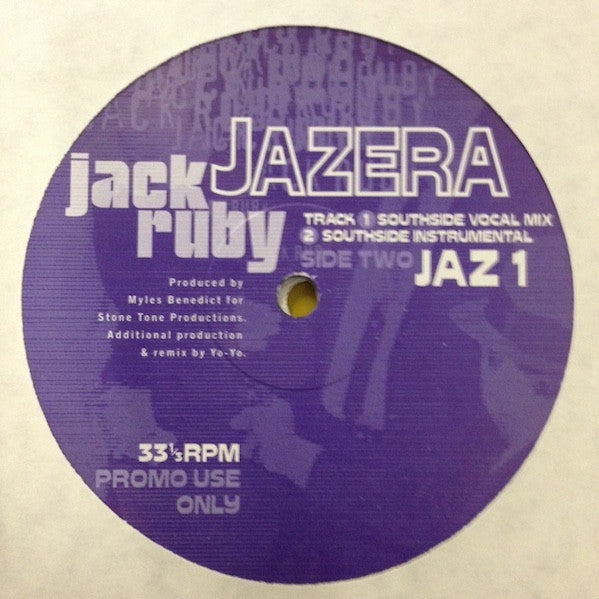 JAZERA
jack
ruby
TRACK 1 SOUTHSIDE VOCAL MIX
2 SOUTHSIDE INSTRUMENTAL
SIDE TWO JAZ 1
Produced by
Myles Benedict for
Stone Tone Productions.
Additional production
& remix by Yo-Yo.
33⅓RPM
PROMO USE
ONLY